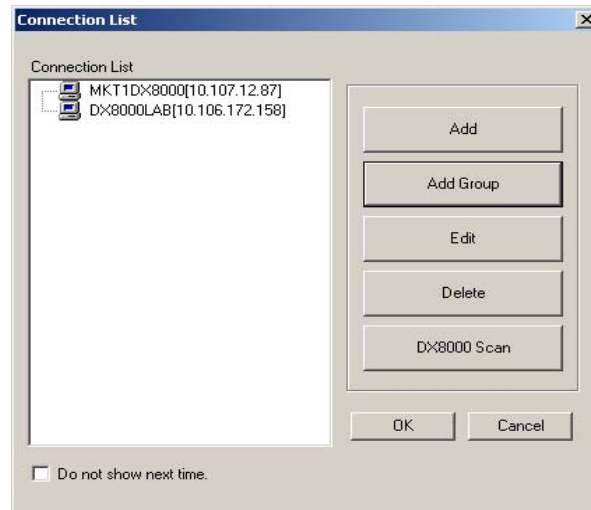 Connection List
Connection List
MKT1DX8000[10.107.12.87]
DX8000LAB[10.106.172.158]
Add
Add Group
Edit
Delete
DX8000 Scan
OK
Cancel
Do not show next time.